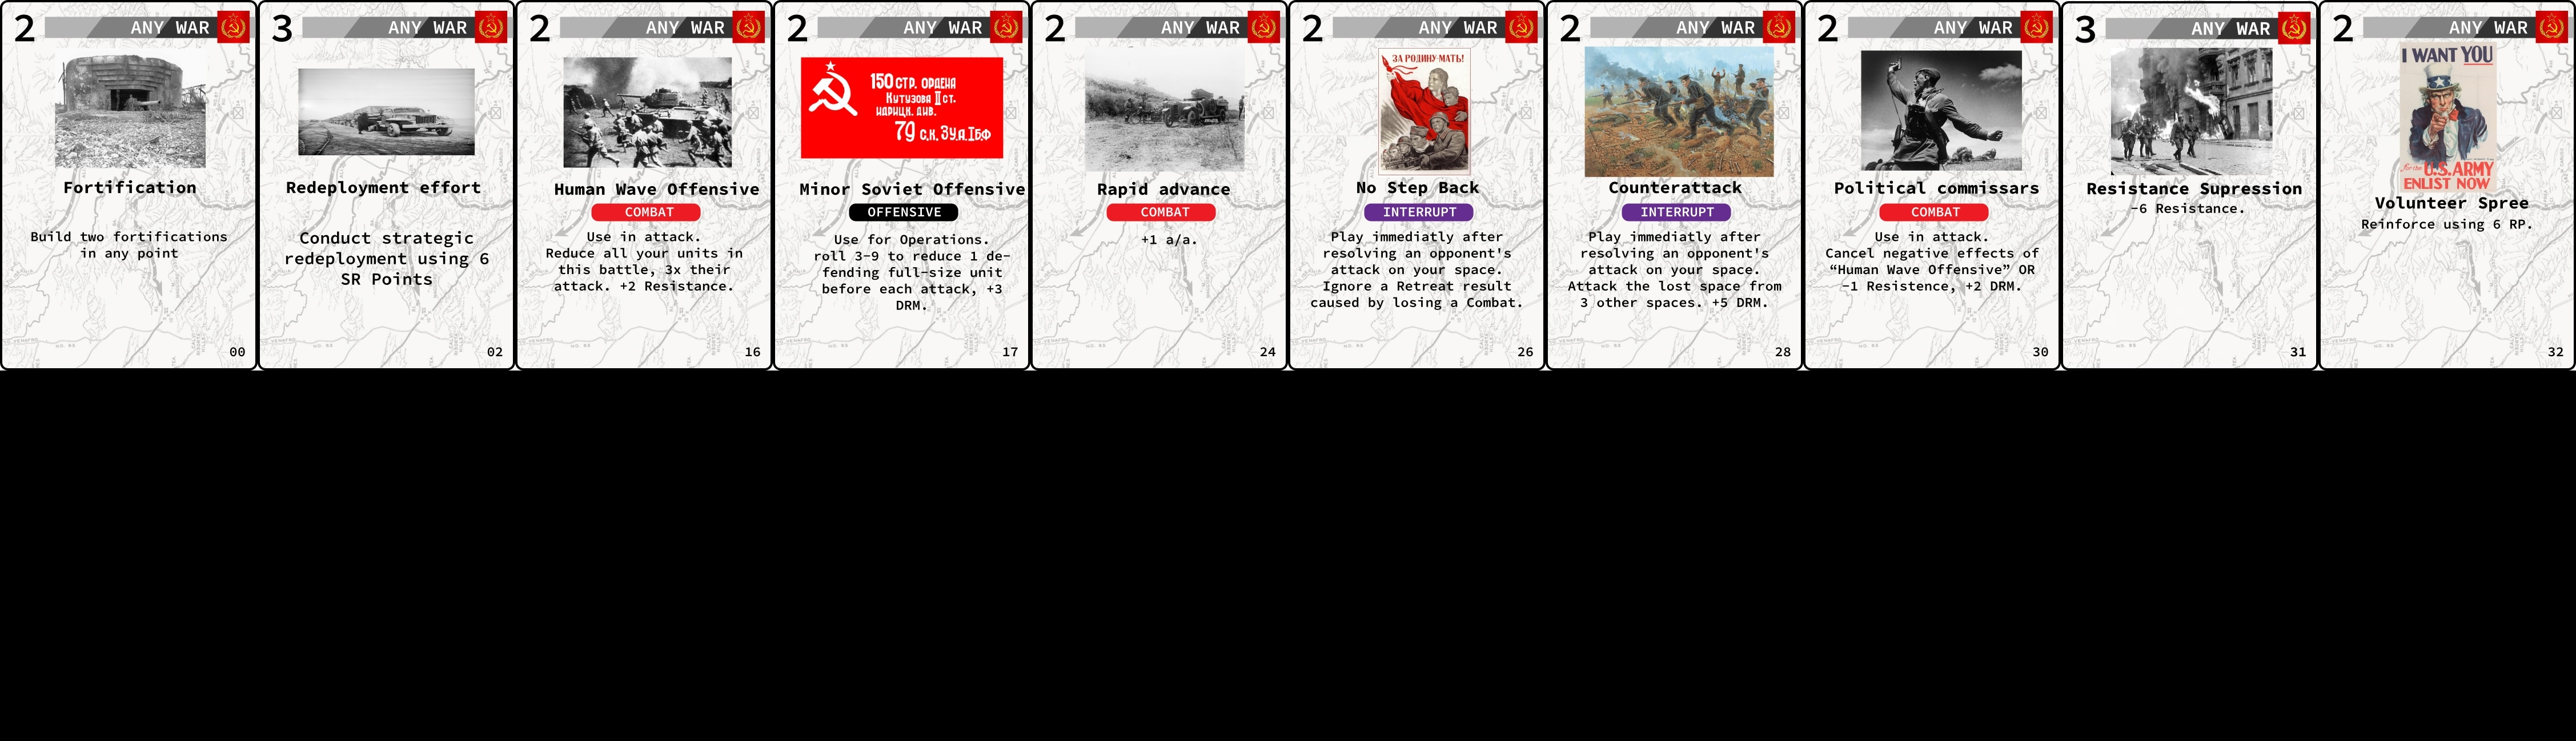 2
ANY WAR
Fortification
Build two fortifications
in any point
00
3
ANY WAR
Redeployment effort
Conduct strategic
redeployment using 6
SR Points
02
2
ANY WAR
Human Wave Offensive
COMBAT
Use in attack.
Reduce all your units in
this battle, 3x their
attack. +2 Resistance.
16
2
ANY WAR
150 СТР. ОРДЕНА
КУТУЗОВА II СТ.
ИДРИЦК. ДИВ.
79 С.К. 3У.А. 1БФ
Minor Soviet Offensive
OFFENSIVE
Use for Operations.
roll 3-9 to reduce 1 de-
fending full-size unit
before each attack, +3
DRM.
17
2
ANY WAR
Rapid advance
COMBAT
+1 a/a.
24
2
ANY WAR
ЗА РОДИНУ-МАТЬ!
No Step Back
INTERRUPT
Play immediatly after
resolving an opponent's
attack on your space.
Ignore a Retreat result
caused by losing a Combat.
26
2
ANY WAR
Counterattack
INTERRUPT
Play immediatly after
resolving an opponent's
attack on your space.
Attack the lost space from
3 other spaces. +5 DRM.
28
2
ANY WAR
Political commissars
COMBAT
Use in attack.
Cancel negative effects of
“Human Wave Offensive” OR
-1 Resistence, +2 DRM.
30
3
ANY WAR
Resistance Supression
-6 Resistance.
31
2
ANY WAR
I WANT YOU
for the U.S. ARMY
ENLIST NOW
Volunteer Spree
Reinforce using 6 RP.
32